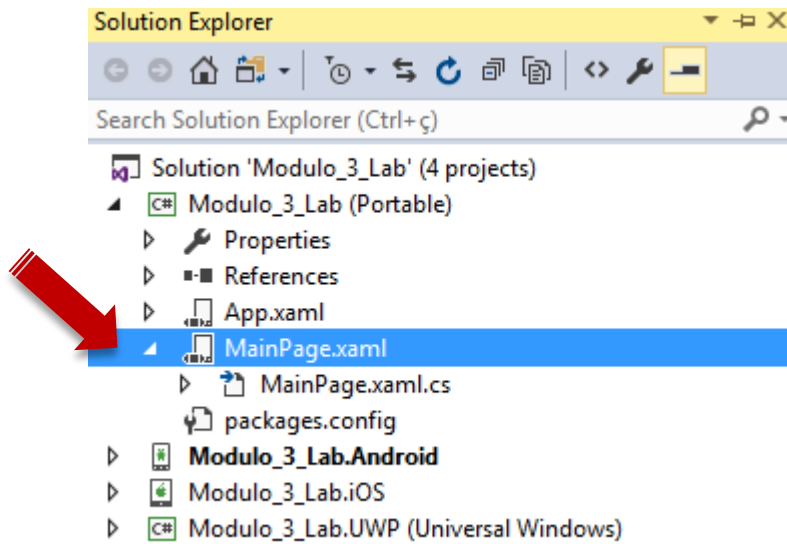 Solution Explorer
Search Solution Explorer (Ctrl+ç)
Solution 'Modulo_3_Lab' (4 projects)
C# Modulo_3_Lab (Portable)
Properties
References
App.xaml
MainPage.xaml
MainPage.xaml.cs
packages.config
Modulo_3_Lab.Android
Modulo_3_Lab.iOS
C# Modulo_3_Lab.UWP (Universal Windows)